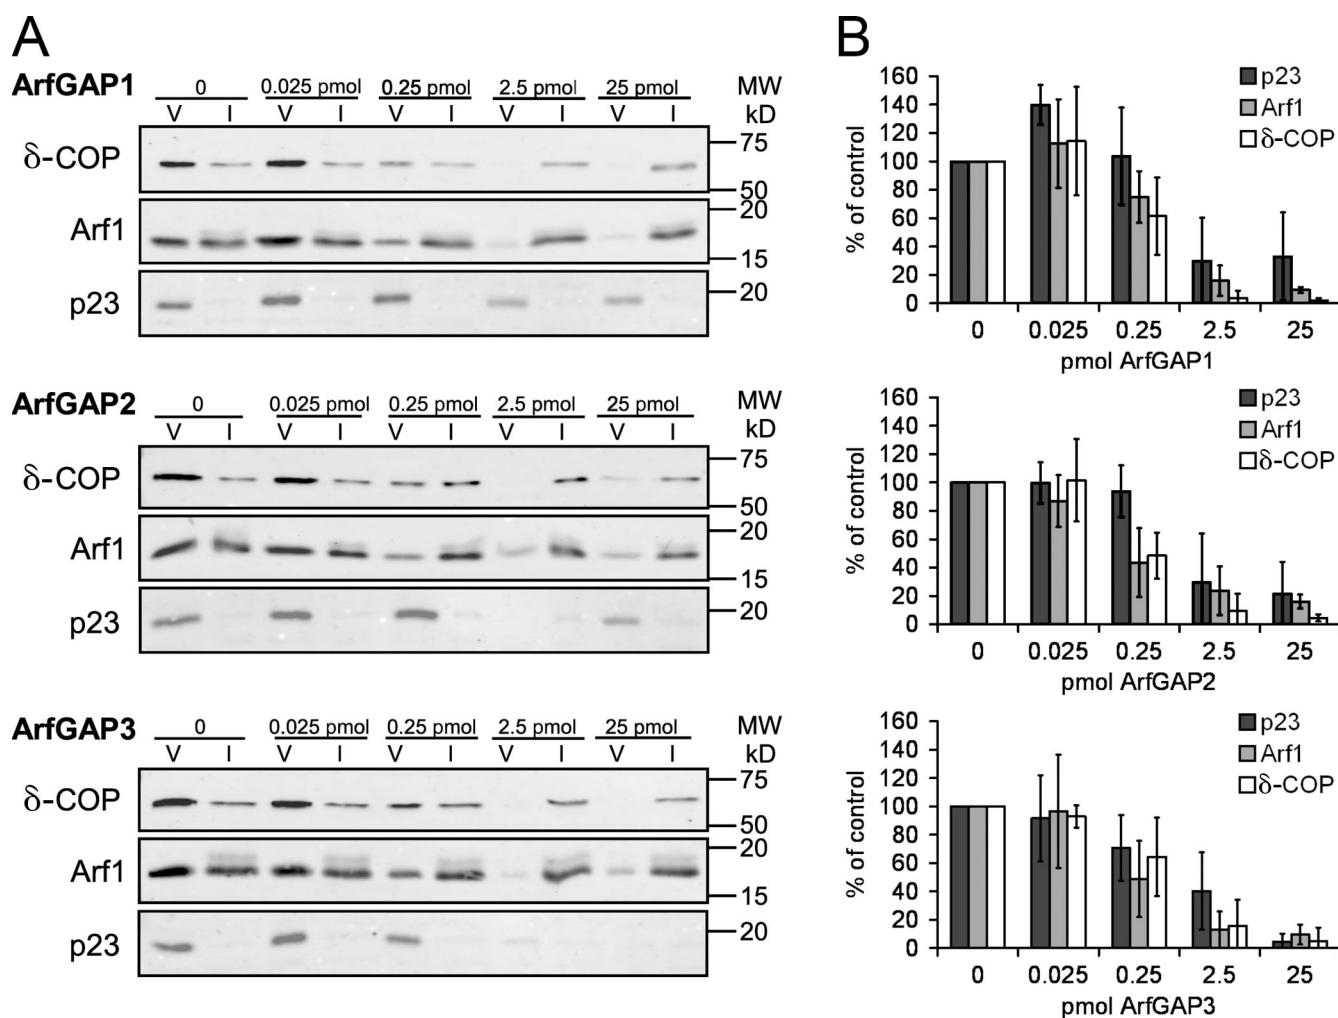 A
ArfGAP1 0 0.025 pmol 0.25 pmol 2.5 pmol 25 pmol MW
V I V I V I V I V I kD
δ-COP 75
50
Arf1 20
15
p23 20
ArfGAP2 0 0.025 pmol 0.25 pmol 2.5 pmol 25 pmol MW
V I V I V I V I V I kD
δ-COP 75
50
Arf1 20
15
p23 20
ArfGAP3 0 0.025 pmol 0.25 pmol 2.5 pmol 25 pmol MW
V I V I V I V I V I kD
δ-COP 75
50
Arf1 20
15
p23 20
B
% of control
160
140
120
100
80
60
40
20
0
p23
Arf1
δ-COP
0 0.025 0.25 2.5 25
pmol ArfGAP1
% of control
160
140
120
100
80
60
40
20
0
p23
Arf1
δ-COP
0 0.025 0.25 2.5 25
pmol ArfGAP2
% of control
160
140
120
100
80
60
40
20
0
p23
Arf1
δ-COP
0 0.025 0.25 2.5 25
pmol ArfGAP3